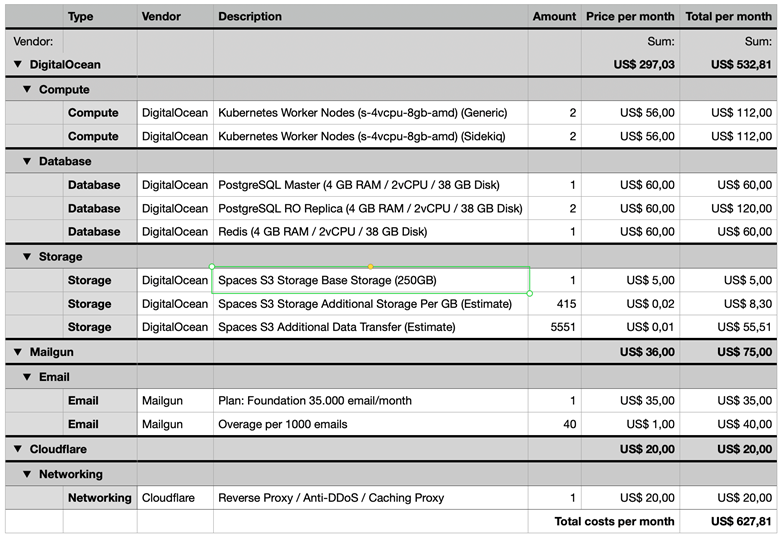 Type Vendor Description Amount Price per month Total per month
Vendor: Sum: Sum:
DigitalOcean US$ 297,03 US$ 532,81
Compute
Compute DigitalOcean Kubernetes Worker Nodes (s-4vcpu-8gb-amd) (Generic) 2 US$ 56,00 US$ 112,00
Compute DigitalOcean Kubernetes Worker Nodes (s-4vcpu-8gb-amd) (Sidekiq) 2 US$ 56,00 US$ 112,00
Database
Database DigitalOcean PostgreSQL Master (4 GB RAM / 2vCPU / 38 GB Disk) 1 US$ 60,00 US$ 60,00
Database DigitalOcean PostgreSQL RO Replica (4 GB RAM / 2vCPU / 38 GB Disk) 2 US$ 60,00 US$ 120,00
Database DigitalOcean Redis (4 GB RAM / 2vCPU / 38 GB Disk) 1 US$ 60,00 US$ 60,00
Storage
Storage DigitalOcean Spaces S3 Storage Base Storage (250GB) 1 US$ 5,00 US$ 5,00
Storage DigitalOcean Spaces S3 Storage Additional Storage Per GB (Estimate) 415 US$ 0,02 US$ 8,30
Storage DigitalOcean Spaces S3 Additional Data Transfer (Estimate) 5551 US$ 0,01 US$ 55,51
Mailgun US$ 36,00 US$ 75,00
Email
Email Mailgun Plan: Foundation 35.000 email/month 1 US$ 35,00 US$ 35,00
Email Mailgun Overage per 1000 emails 40 US$ 1,00 US$ 40,00
Cloudflare US$ 20,00 US$ 20,00
Networking
Networking Cloudflare Reverse Proxy / Anti-DDoS / Caching Proxy 1 US$ 20,00 US$ 20,00
Total costs per month US$ 627,81